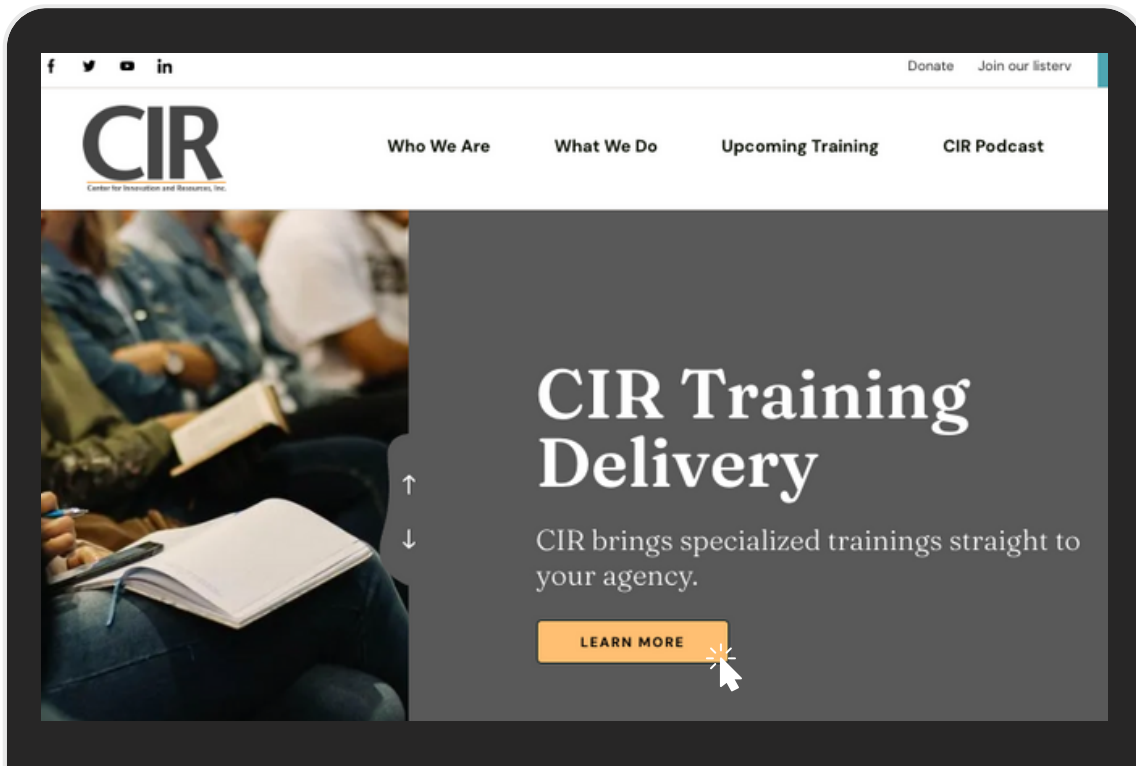 Donate Join our listerv
CIR
Center for Innovation and Resources, Inc.
Who We Are What We Do Upcoming Training CIR Podcast
CIR Training
Delivery
CIR brings specialized trainings straight to
your agency.
LEARN MORE